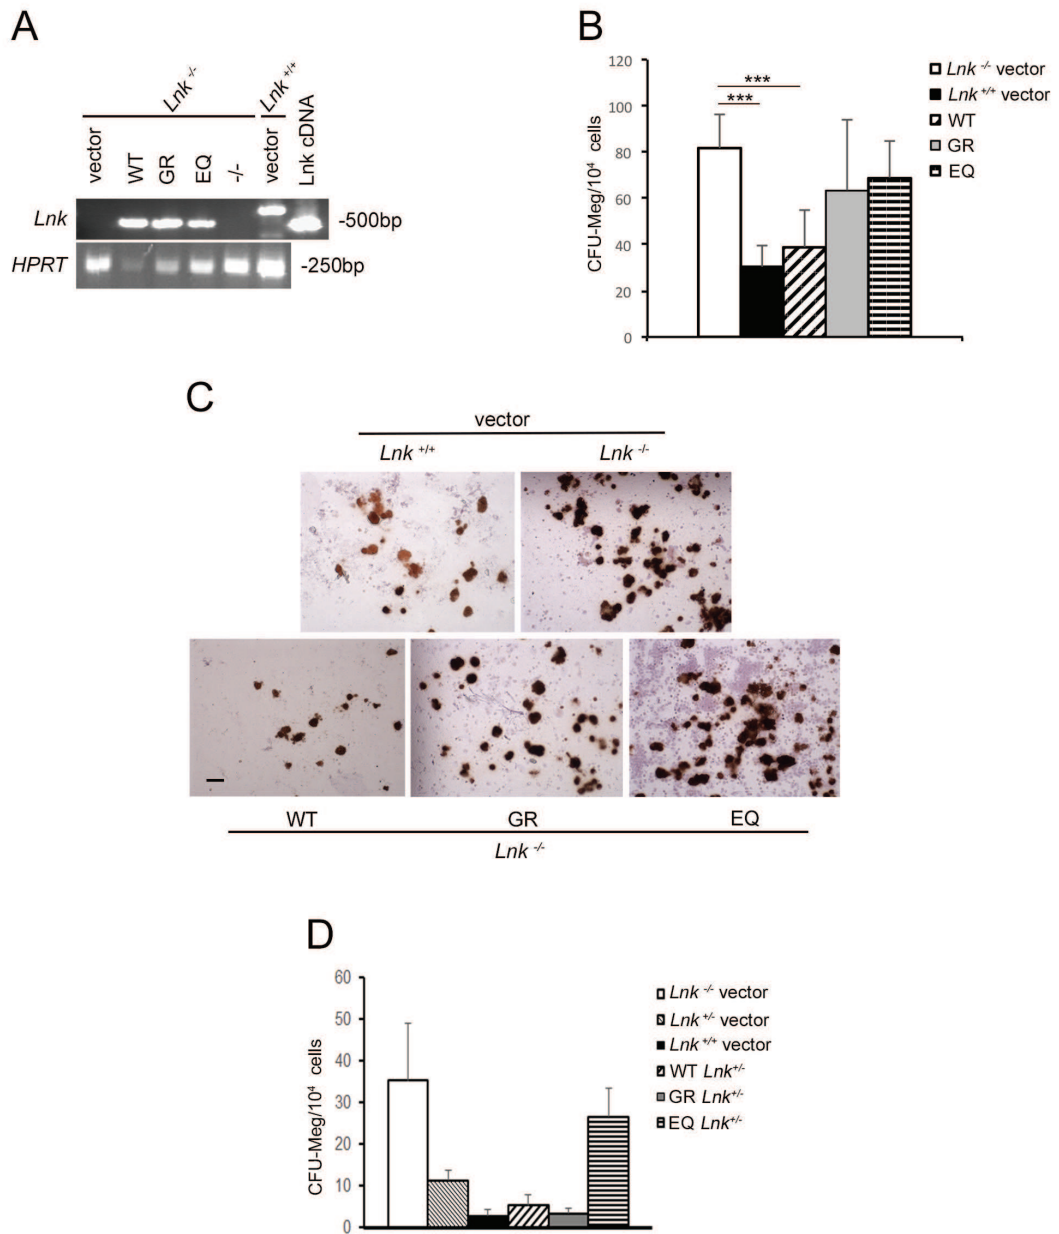 A
Lnk -/-
Lnk +/+
vector
WT
GR
EQ
-/-
vector
Lnk cDNA
Lnk
-500bp
HPRT
-250bp
B
CFU-Meg/10⁴ cells
120
100
80
60
40
20
0
***
***
Lnk -/- vector
Lnk +/+ vector
WT
GR
EQ
C
vector
Lnk +/+
Lnk -/-
WT
GR
EQ
Lnk -/-
D
CFU-Meg/10⁴ cells
60
50
40
30
20
10
0
Lnk -/- vector
Lnk +/- vector
Lnk +/+ vector
WT Lnk+/-
GR Lnk+/-
EQ Lnk+/-